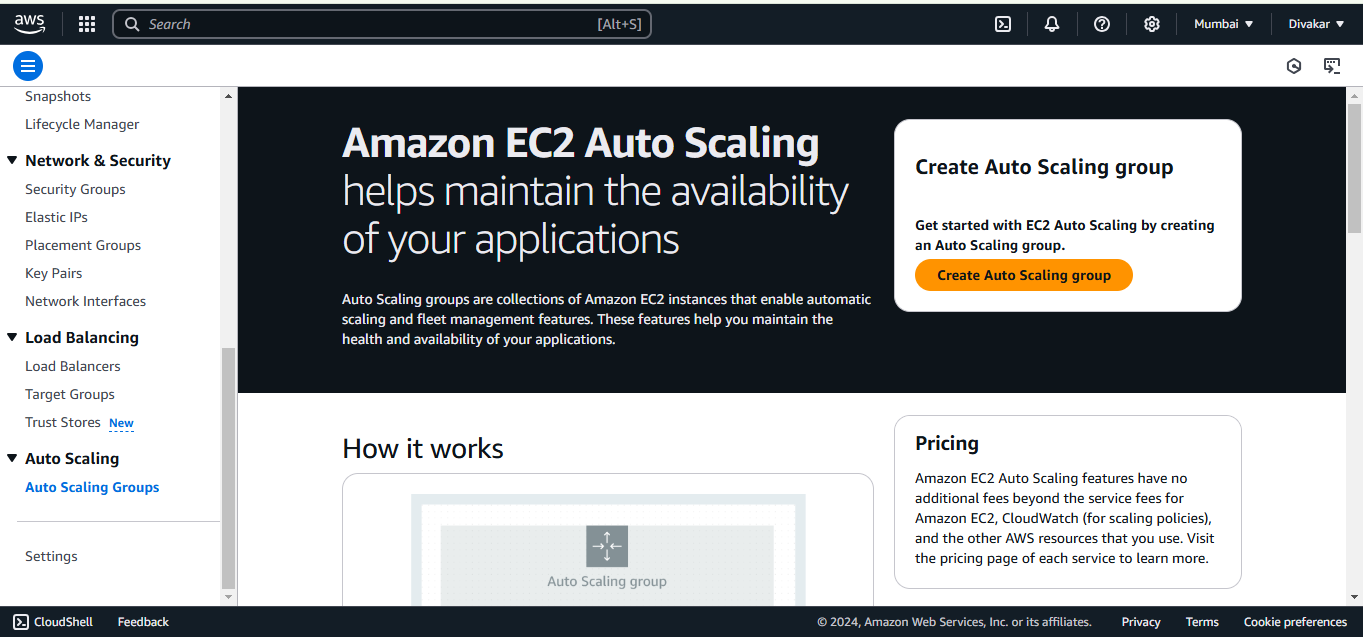 aws
Search [Alt+S]
Mumbai ▼
Divakar ▼
Snapshots
Lifecycle Manager
Network & Security
Security Groups
Elastic IPs
Placement Groups
Key Pairs
Network Interfaces
Load Balancing
Load Balancers
Target Groups
Trust Stores New
Auto Scaling
Auto Scaling Groups
Settings
Amazon EC2 Auto Scaling
helps maintain the availability
of your applications
Auto Scaling groups are collections of Amazon EC2 instances that enable automatic
scaling and fleet management features. These features help you maintain the
health and availability of your applications.
Create Auto Scaling group
Get started with EC2 Auto Scaling by creating
an Auto Scaling group.
Create Auto Scaling group
How it works
Auto Scaling group
Pricing
Amazon EC2 Auto Scaling features have no
additional fees beyond the service fees for
Amazon EC2, CloudWatch (for scaling policies),
and the other AWS resources that you use. Visit
the pricing page of each service to learn more.
CloudShell
Feedback
© 2024, Amazon Web Services, Inc. or its affiliates.
Privacy
Terms
Cookie preferences